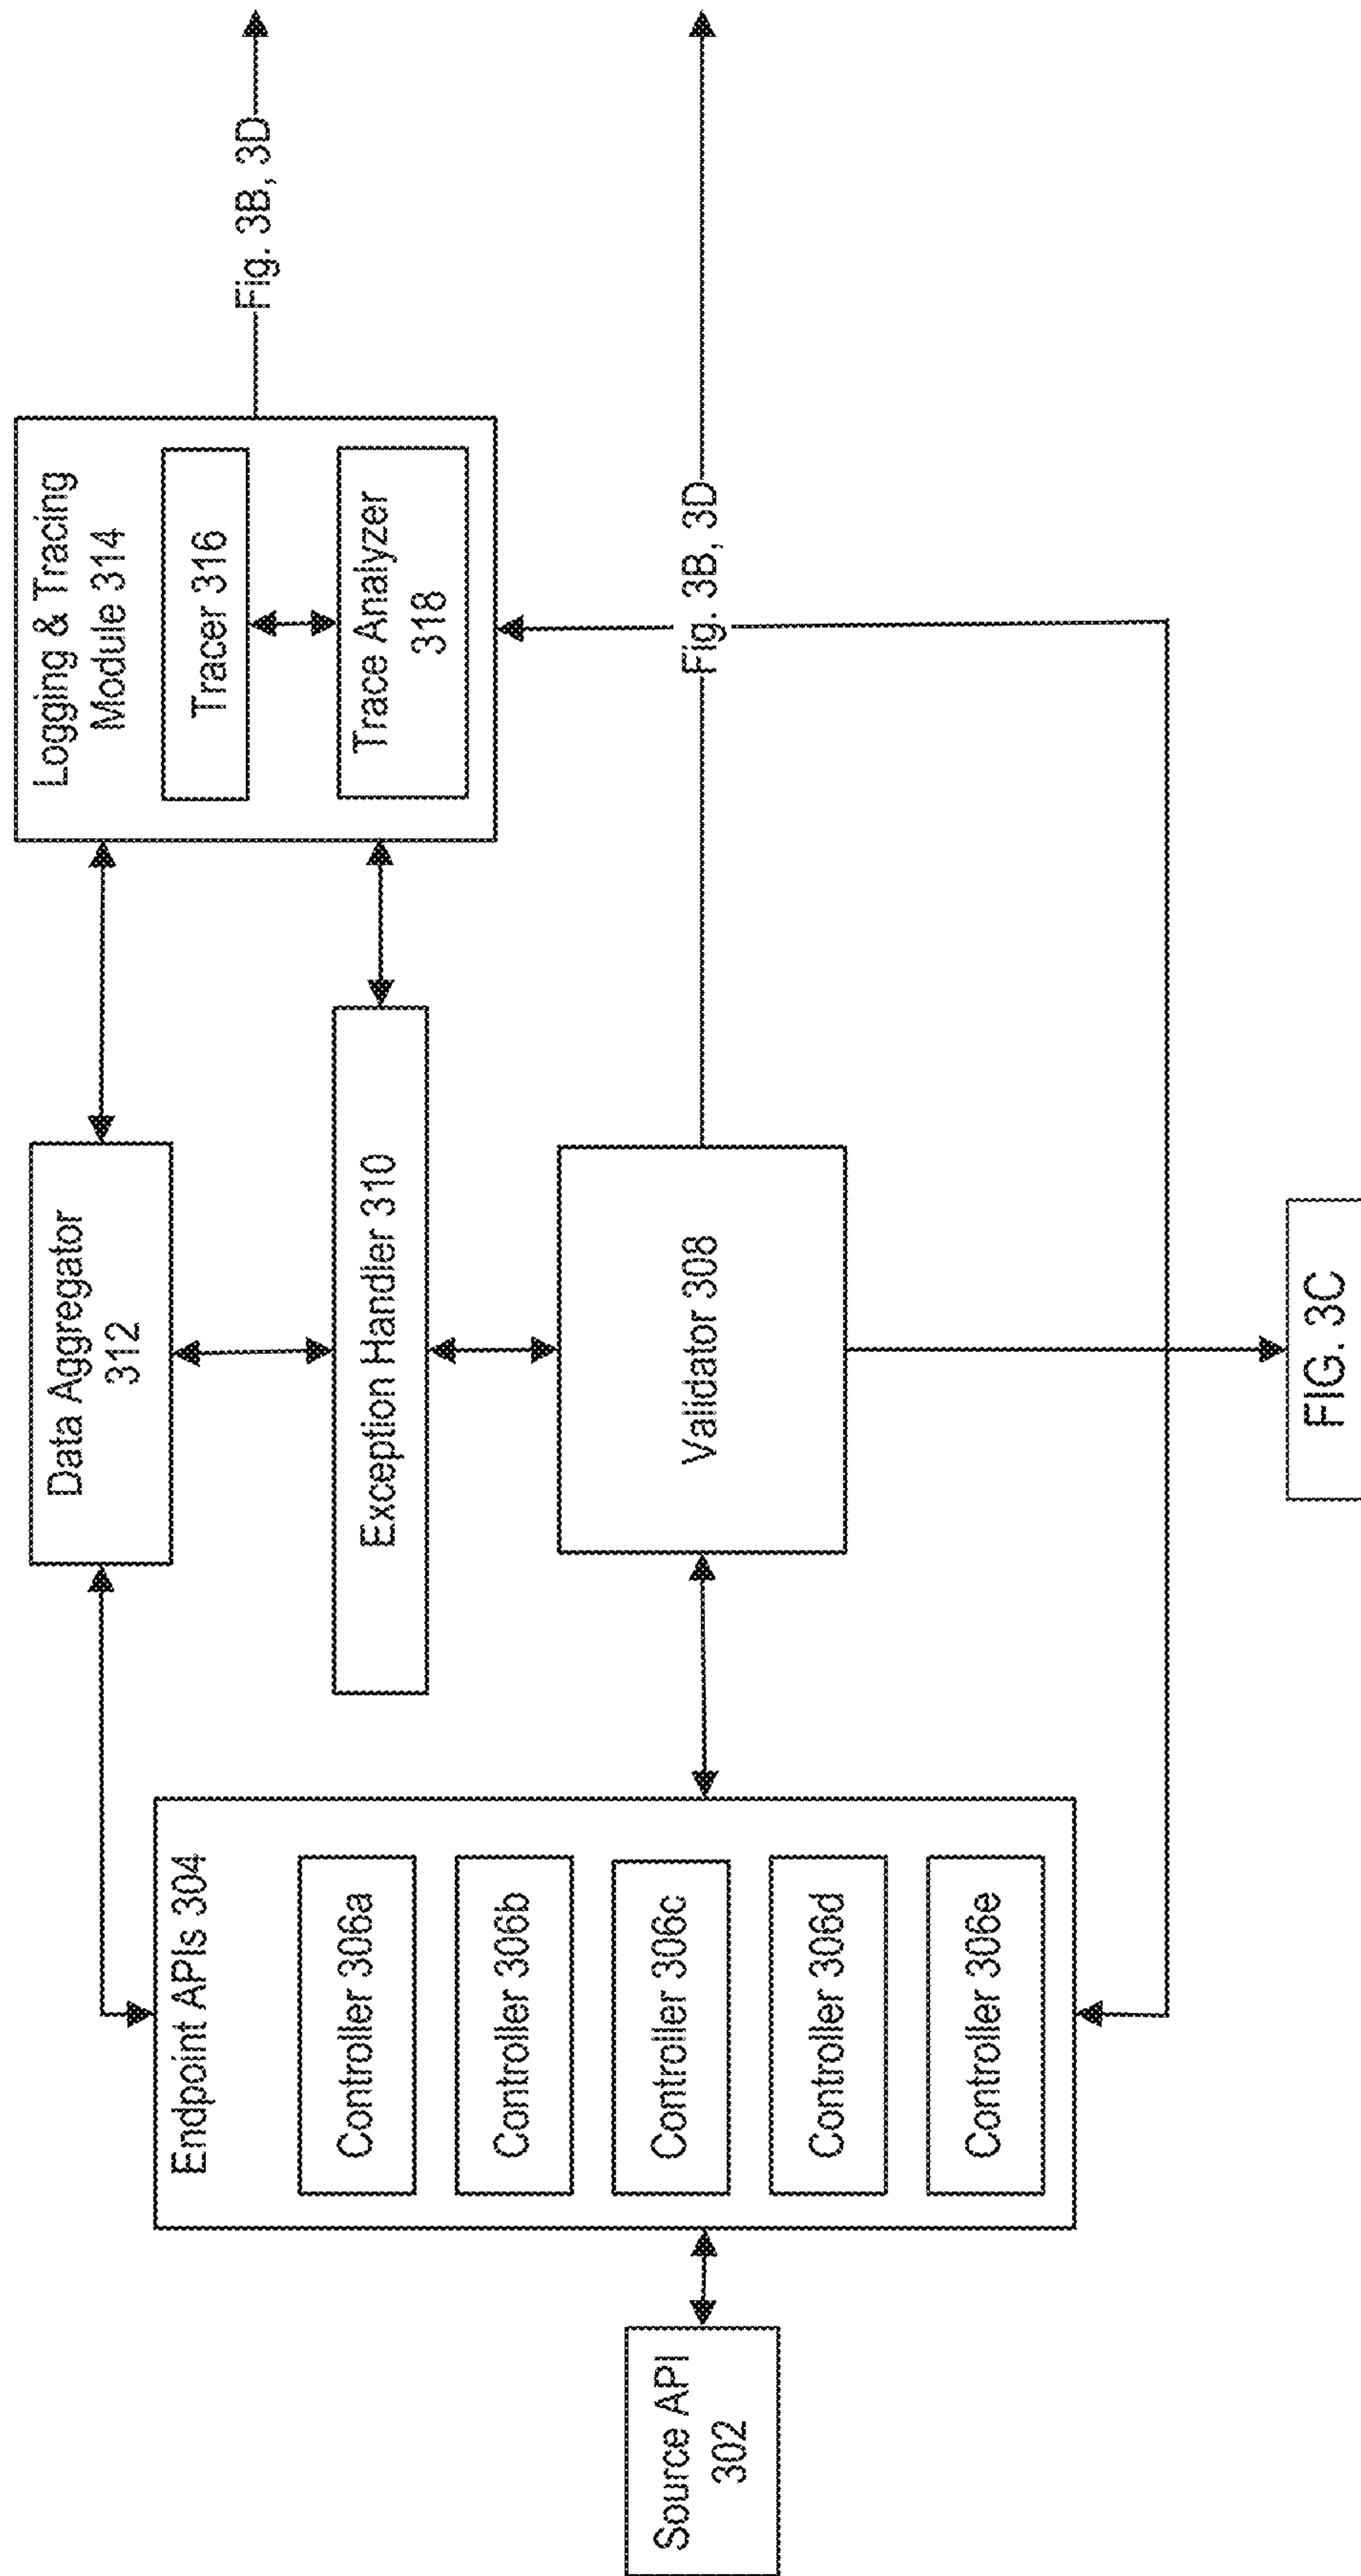 Source API
302
Endpoint APIs 304
Controller 306a
Controller 306b
Controller 306c
Controller 306d
Controller 306e
Data Aggregator
312
Exception Handler 310
Validator 308
Logging & Tracing
Module 314
Tracer 316
Trace Analyzer
318
Fig. 3B, 3D
Fig. 3B, 3D
FIG. 3C